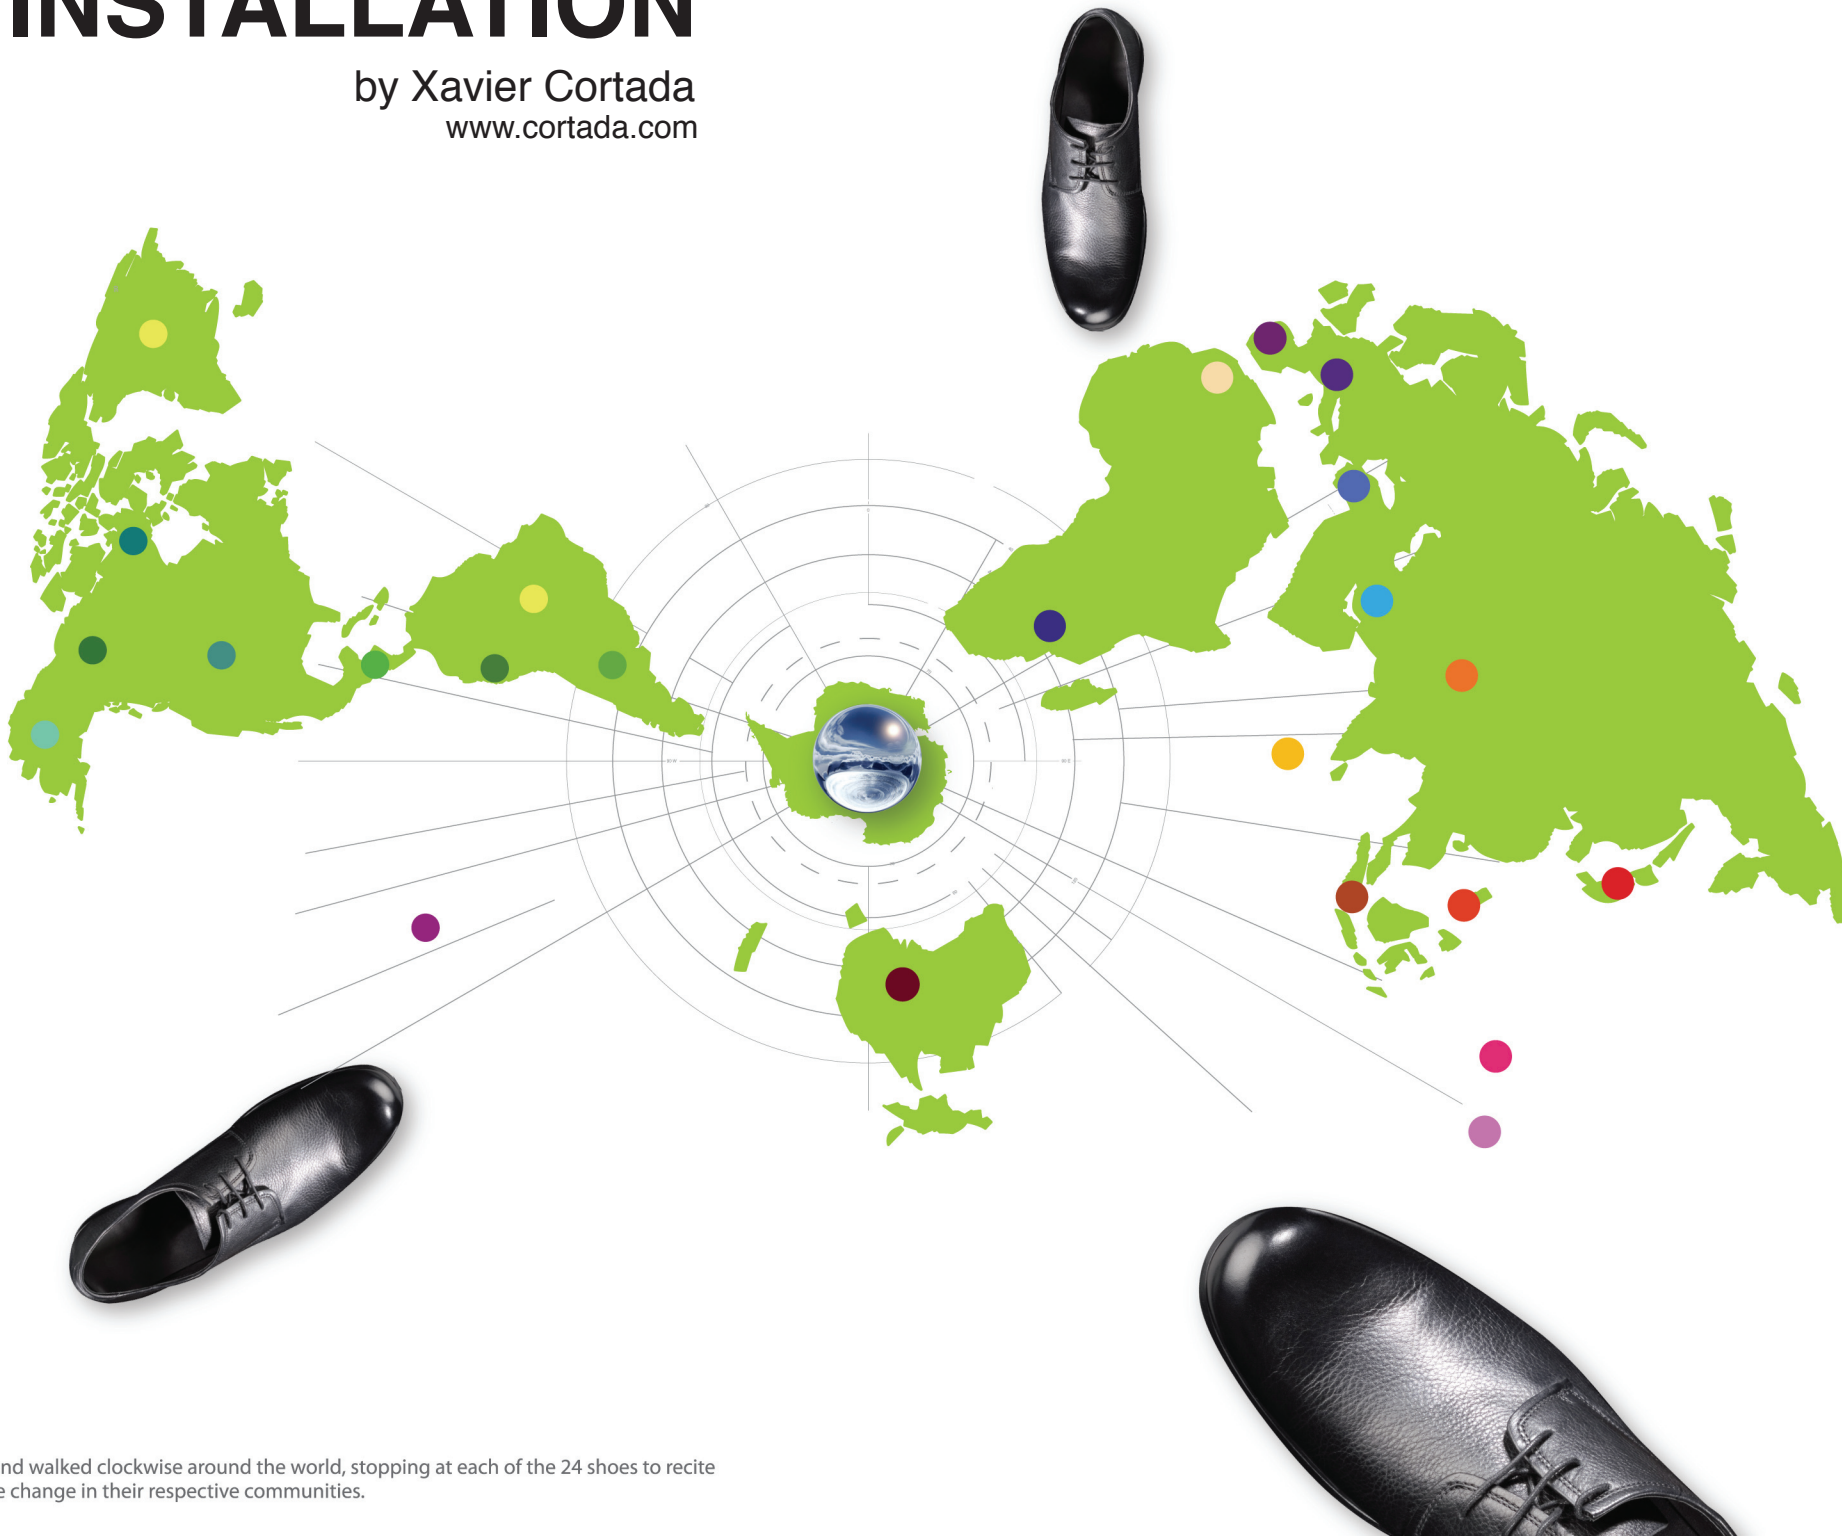 INSTALLATION
by Xavier Cortada
www.cortada.com
nd walked clockwise around the world, stopping at each of the 24 shoes to recite
e change in their respective communities.